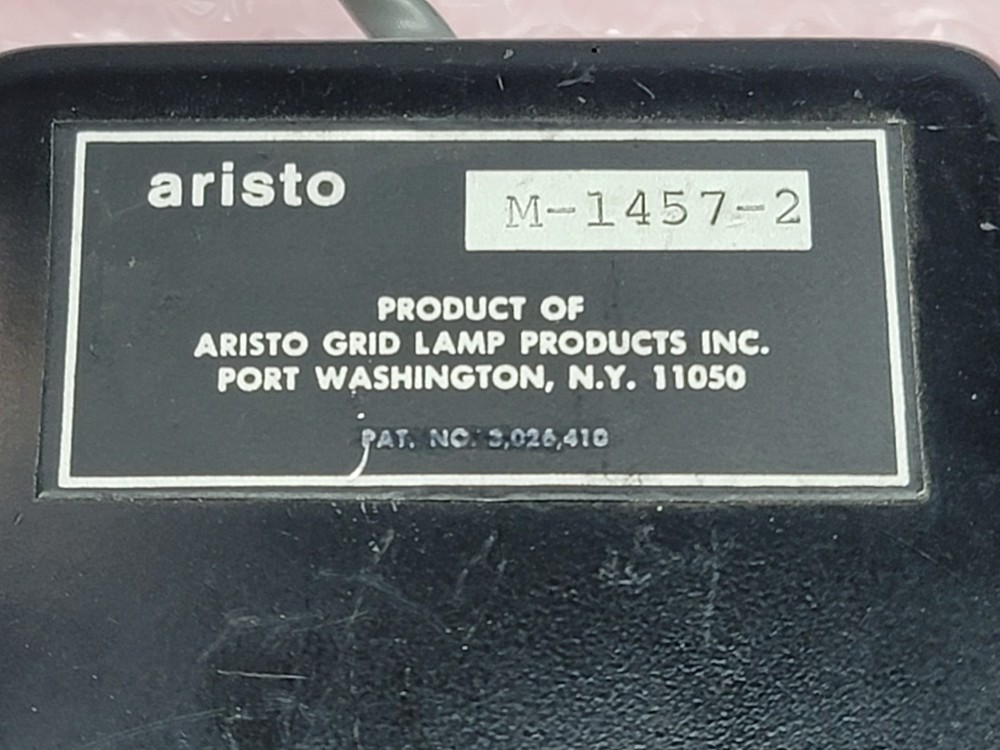 aristo
M-1457-2
PRODUCT OF
ARISTO GRID LAMP PRODUCTS INC.
PORT WASHINGTON, N.Y. 11050
PAT. NO. 3,026,410